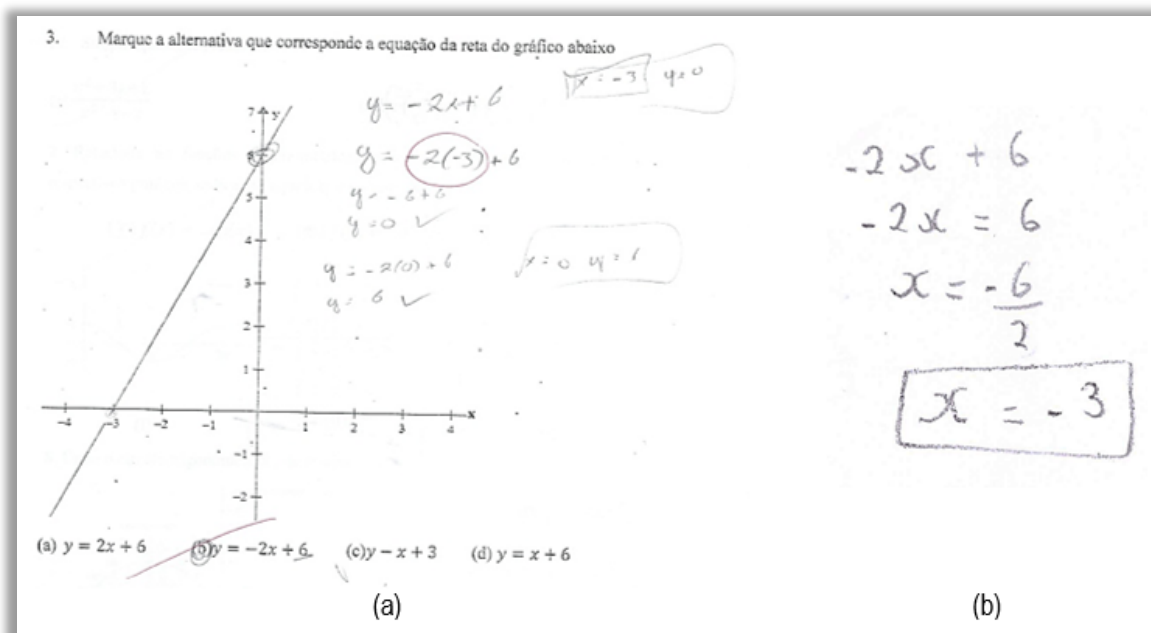 3. Marque a alternativa que corresponde a equação da reta do gráfico abaixo
x = -3 y = 0
y = -2x + 6
y = -2(-3) + 6
y = -6+6
y = 0 ✓
y = -2(0) + 6
y = 6 ✓
x = 0 y = 6
7 y
5
4
3
2
1
-4 -3 -2 -1 1 2 3 4 x
-1
-2
(a) y = 2x + 6 (b) y = -2x + 6 (c) y - x + 3 (d) y = x + 6
(a)
-2x + 6
-2x = 6
x = -6
2
x = -3
(b)